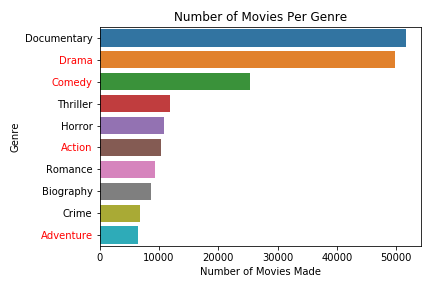 Number of Movies Per Genre
Genre
Documentary
Drama
Comedy
Thriller
Horror
Action
Romance
Biography
Crime
Adventure
0 10000 20000 30000 40000 50000
Number of Movies Made